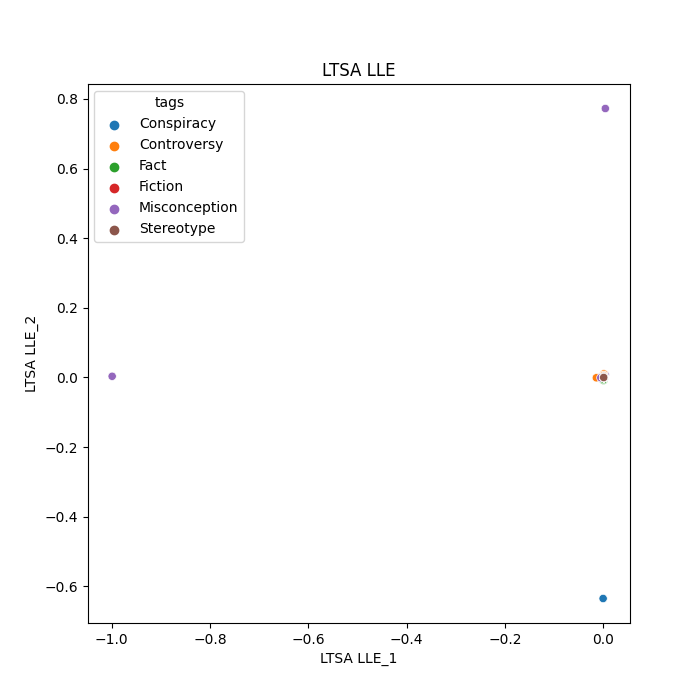 LTSA LLE
tags
Conspiracy
Controversy
Fact
Fiction
Misconception
Stereotype
0.8
0.6
0.4
0.2
0.0
−0.2
−0.4
−0.6
LTSA LLE_2
−1.0 −0.8 −0.6 −0.4 −0.2 0.0
LTSA LLE_1